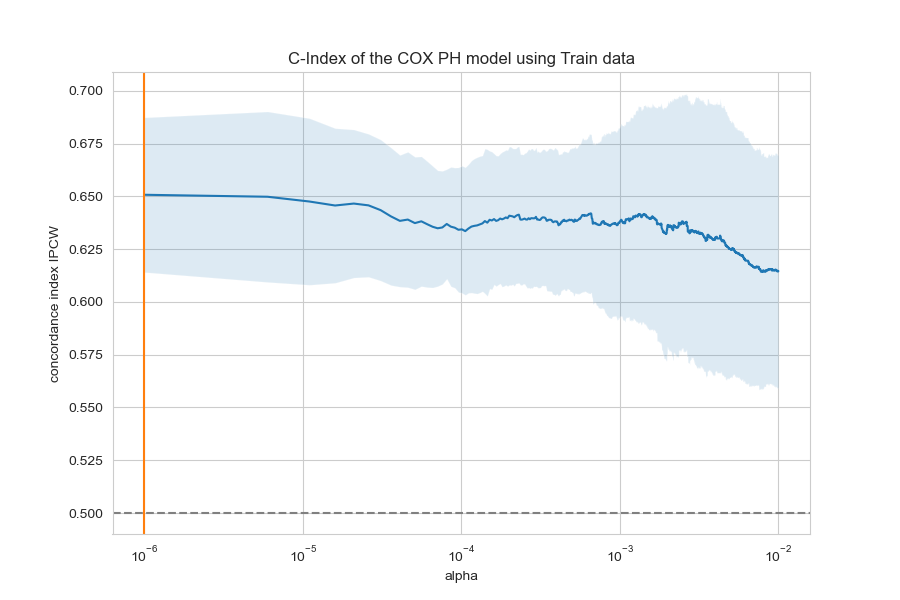 C-Index of the COX PH model using Train data
concordance index IPCW
0.700
0.675
0.650
0.625
0.600
0.575
0.550
0.525
0.500
10⁻⁶ 10⁻⁵ 10⁻⁴ 10⁻³ 10⁻²
alpha